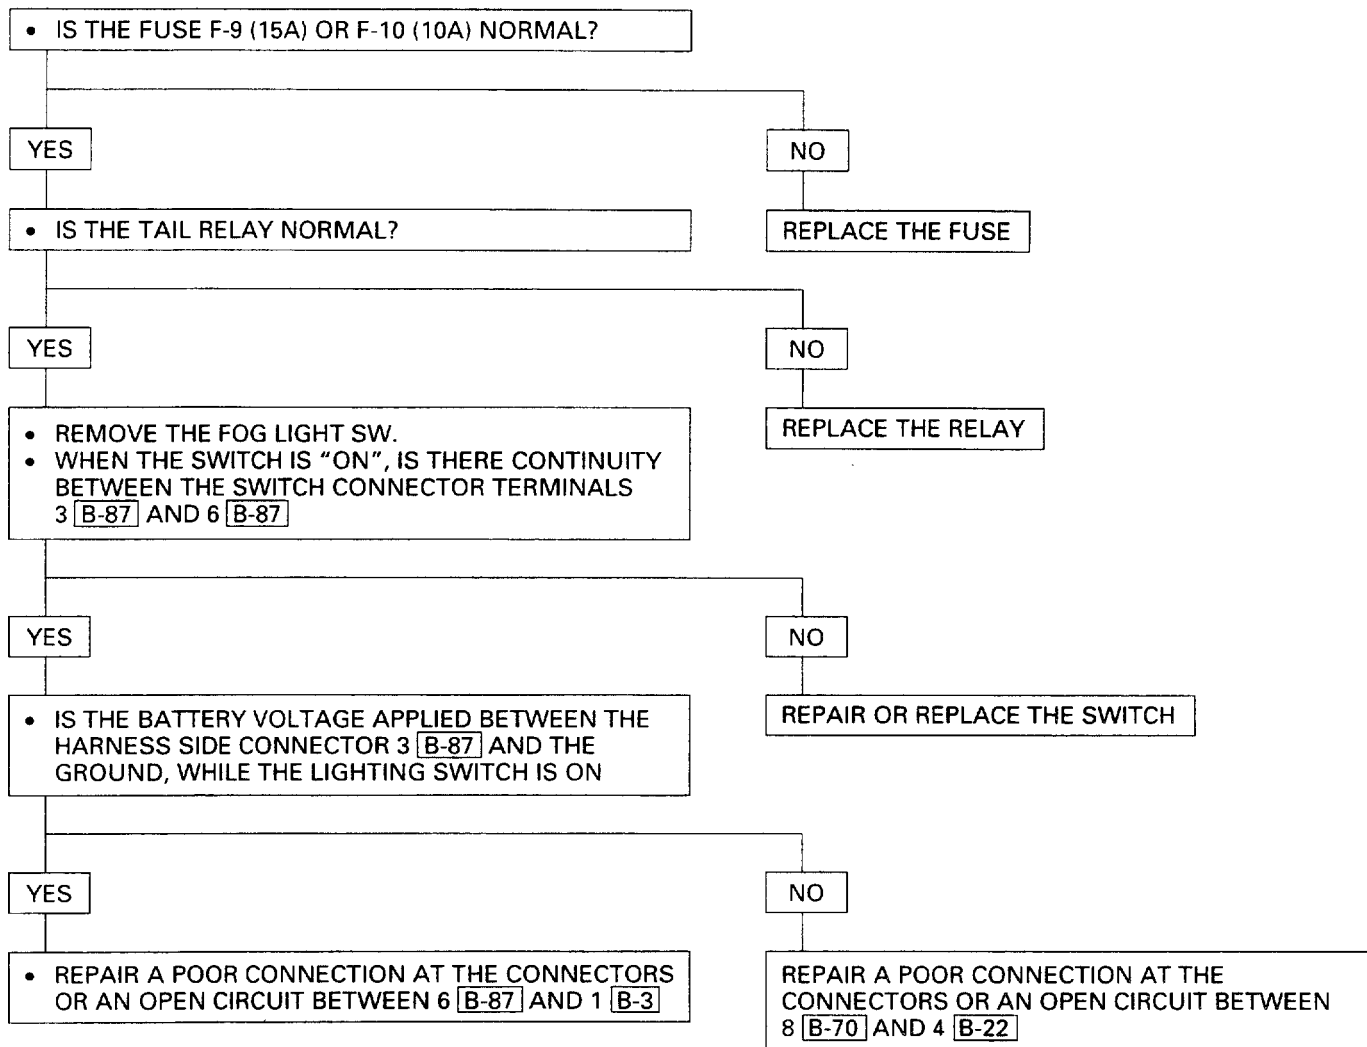 • IS THE FUSE F-9 (15A) OR F-10 (10A) NORMAL?
YES
NO
• IS THE TAIL RELAY NORMAL?
REPLACE THE FUSE
YES
NO
• REMOVE THE FOG LIGHT SW.
• WHEN THE SWITCH IS "ON", IS THERE CONTINUITY
BETWEEN THE SWITCH CONNECTOR TERMINALS
3 B-87 AND 6 B-87
REPLACE THE RELAY
YES
NO
• IS THE BATTERY VOLTAGE APPLIED BETWEEN THE
HARNESS SIDE CONNECTOR 3 B-87 AND THE
GROUND, WHILE THE LIGHTING SWITCH IS ON
REPAIR OR REPLACE THE SWITCH
YES
NO
• REPAIR A POOR CONNECTION AT THE CONNECTORS
OR AN OPEN CIRCUIT BETWEEN 6 B-87 AND 1 B-3
REPAIR A POOR CONNECTION AT THE
CONNECTORS OR AN OPEN CIRCUIT BETWEEN
8 B-70 AND 4 B-22